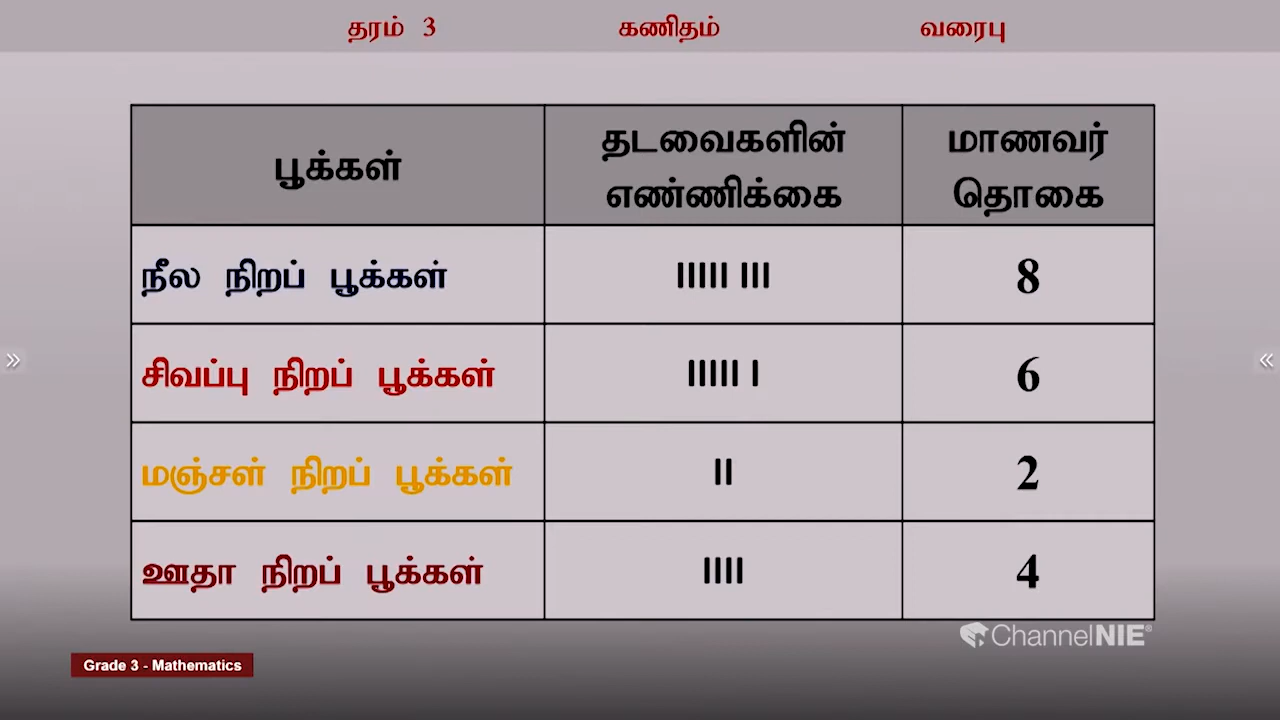 தரம் 3 கணிதம் வரைபு
பூக்கள் தடவைகளின் எண்ணிக்கை மாணவர் தொகை
நீல நிறப் பூக்கள் IIIII III 8
சிவப்பு நிறப் பூக்கள் IIIII I 6
மஞ்சள் நிறப் பூக்கள் II 2
ஊதா நிறப் பூக்கள் IIII 4
ChannelNIE®
Grade 3 - Mathematics